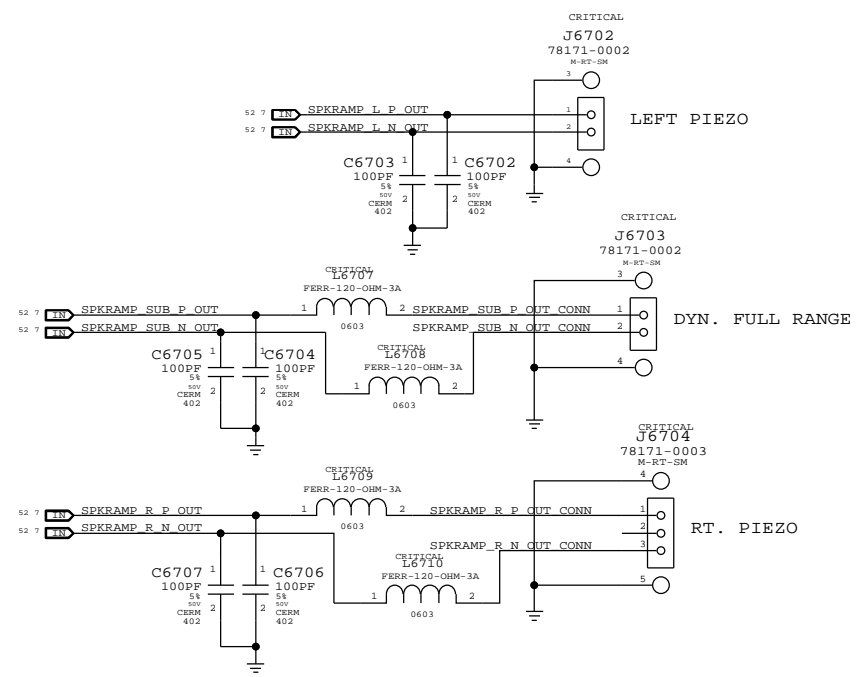 CRITICAL
J6702
78171-0002
M-RT-SM
3
52 7 IN SPKRAMP_L_P_OUT 1
52 7 IN SPKRAMP_L_N_OUT 2
LEFT PIEZO
4
C6703 1 C6702 1
100PF 100PF
5% 5%
50V 50V
CERM 2 CERM 2
402 402
CRITICAL
J6703
78171-0002
M-RT-SM
3
CRITICAL
L6707
FERR-120-OHM-3A
52 7 IN SPKRAMP_SUB_P_OUT 1 2 SPKRAMP_SUB_P_OUT_CONN 1
0603
52 7 IN SPKRAMP_SUB_N_OUT SPKRAMP_SUB_N_OUT_CONN 2
DYN. FULL RANGE
CRITICAL
L6708
FERR-120-OHM-3A
1 2
0603
4
C6705 1 1 C6704
100PF 100PF
5% 5%
50V 50V
CERM 2 2 CERM
402 402
CRITICAL
J6704
78171-0003
M-RT-SM
4
CRITICAL
L6709
FERR-120-OHM-3A
52 7 IN SPKRAMP_R_P_OUT 1 2 SPKRAMP_R_P_OUT_CONN 1
0603
52 7 IN SPKRAMP_R_N_OUT 2
RT. PIEZO
SPKRAMP_R_N_OUT_CONN 3
CRITICAL
L6710
FERR-120-OHM-3A
1 2
0603
5
C6707 1 1 C6706
100PF 100PF
5% 5%
50V 50V
CERM 2 2 CERM
402 402